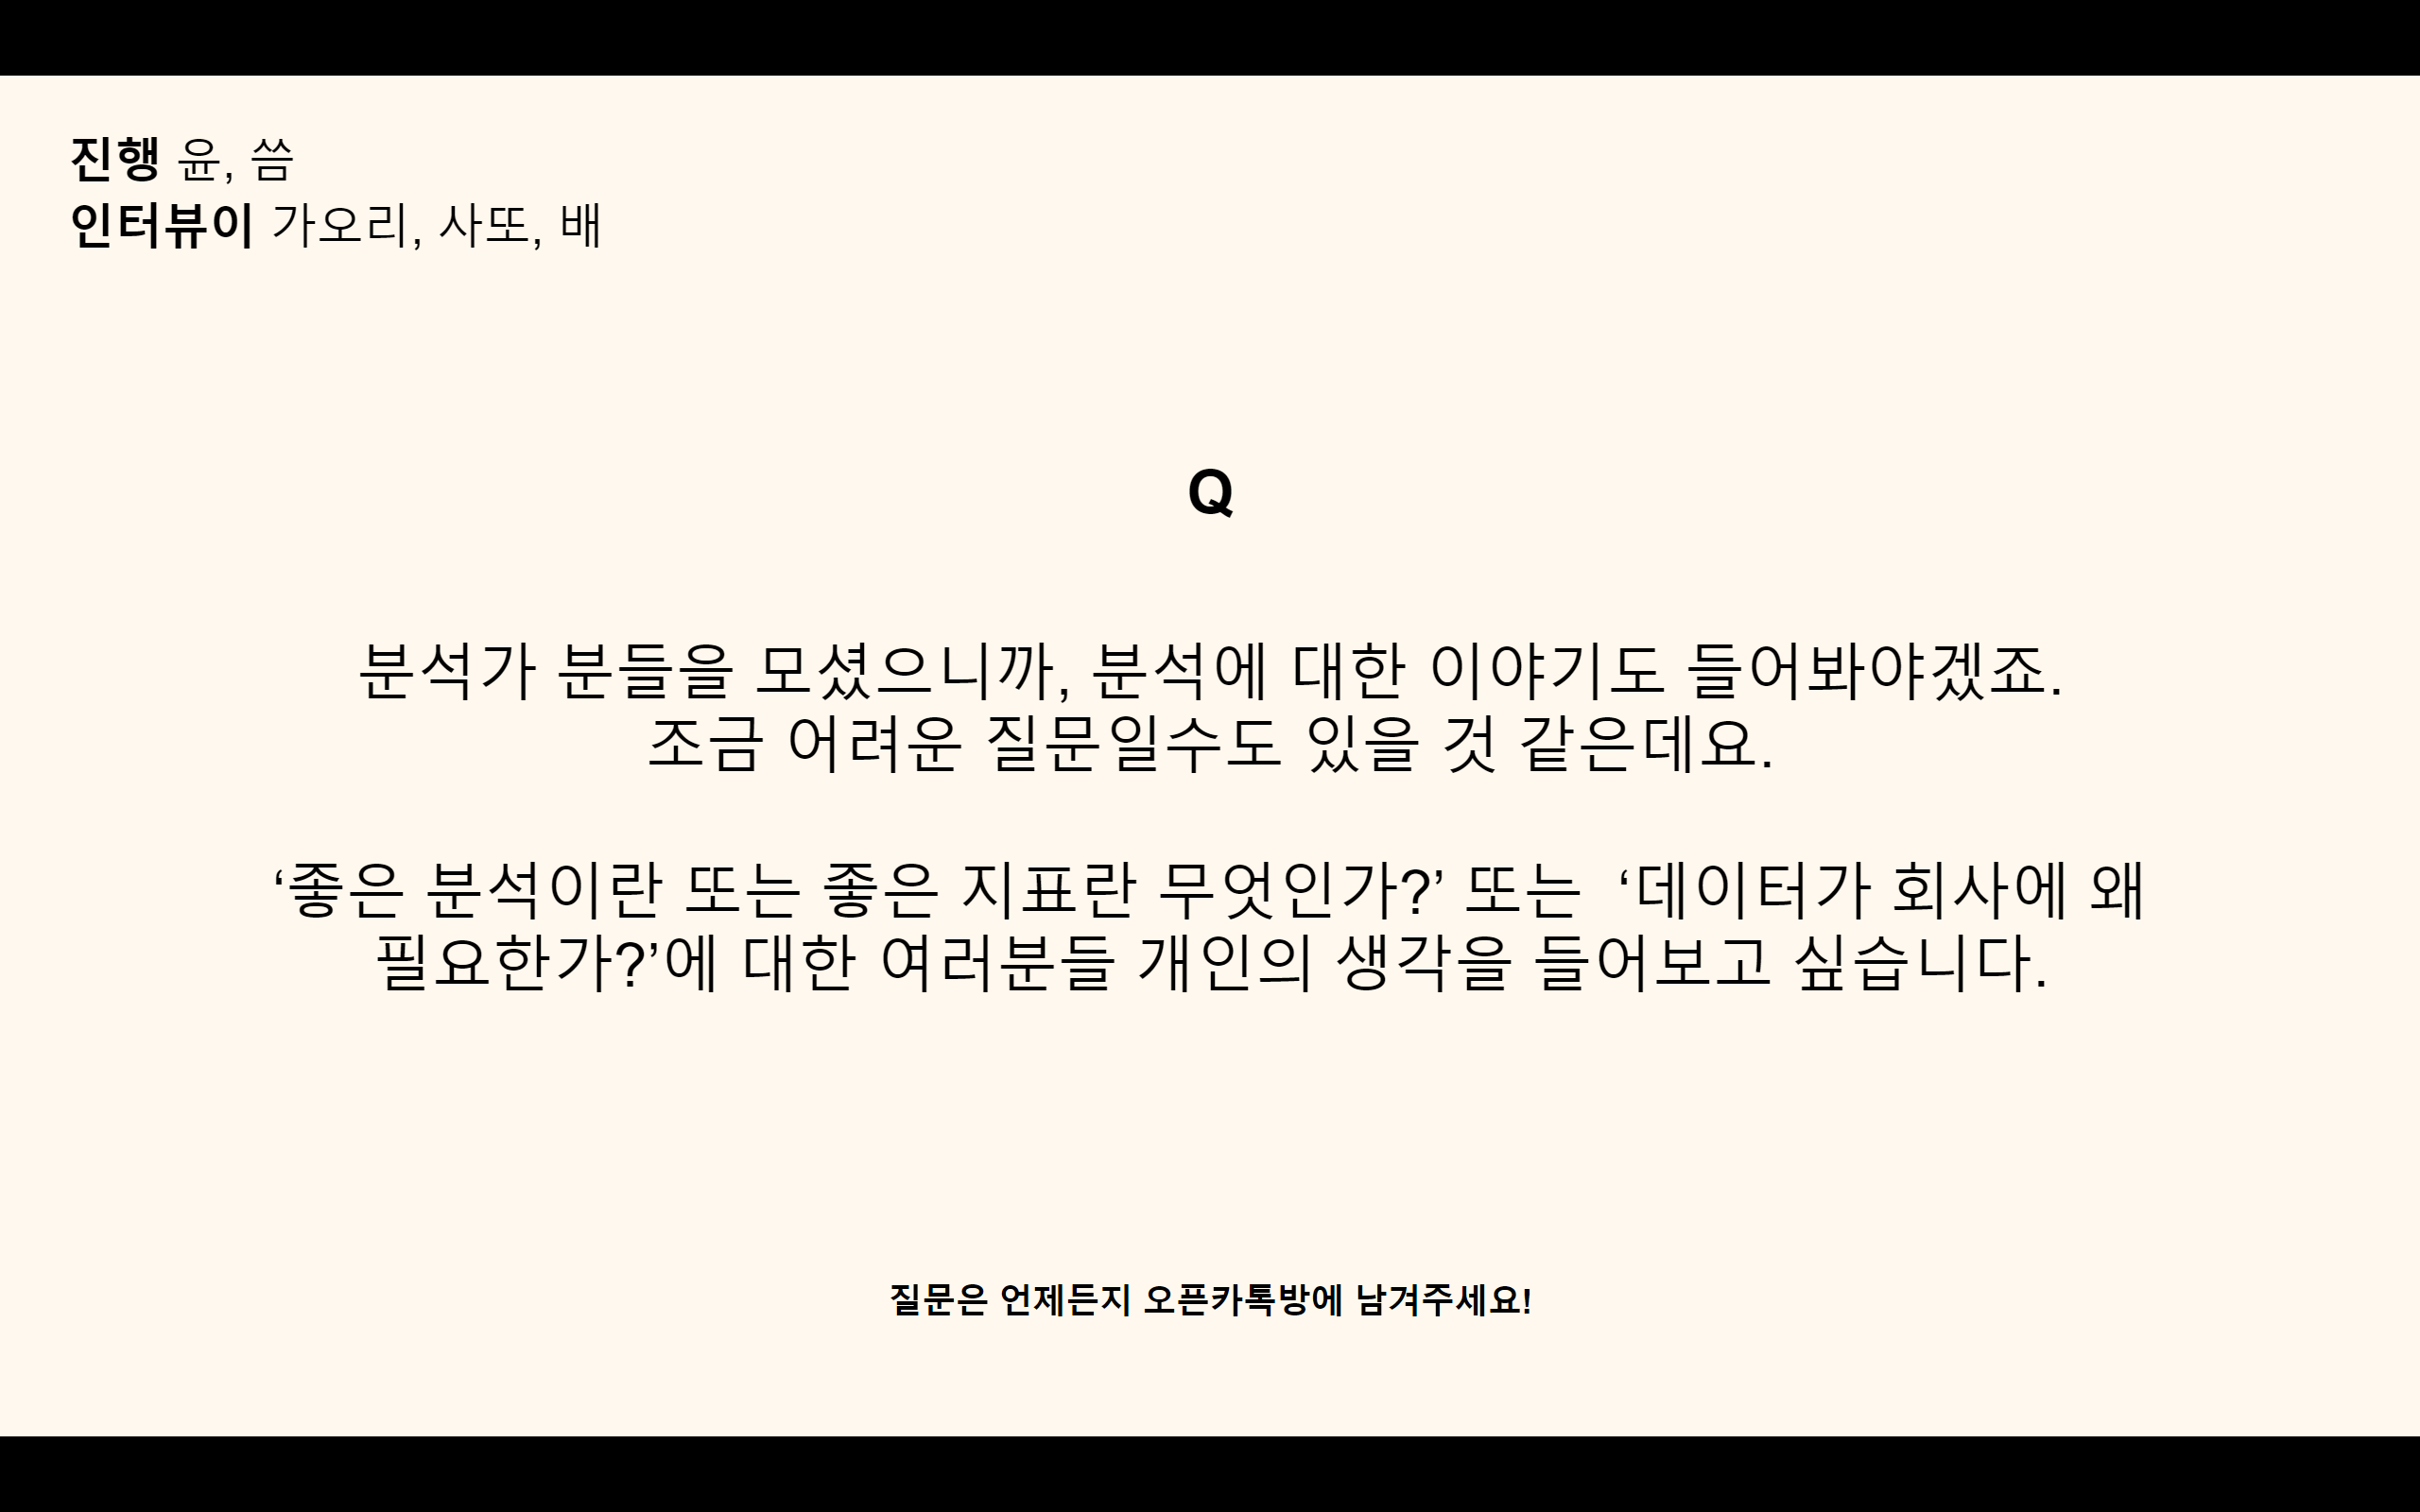 진행 윤, 씀
인터뷰이 가오리, 사또, 배
Q
분석가 분들을 모셨으니까, 분석에 대한 이야기도 들어봐야겠죠.
조금 어려운 질문일수도 있을 것 같은데요.
‘좋은 분석이란 또는 좋은 지표란 무엇인가?’ 또는  ‘데이터가 회사에 왜
필요한가?’에 대한 여러분들 개인의 생각을 들어보고 싶습니다.
질문은 언제든지 오픈카톡방에 남겨주세요!